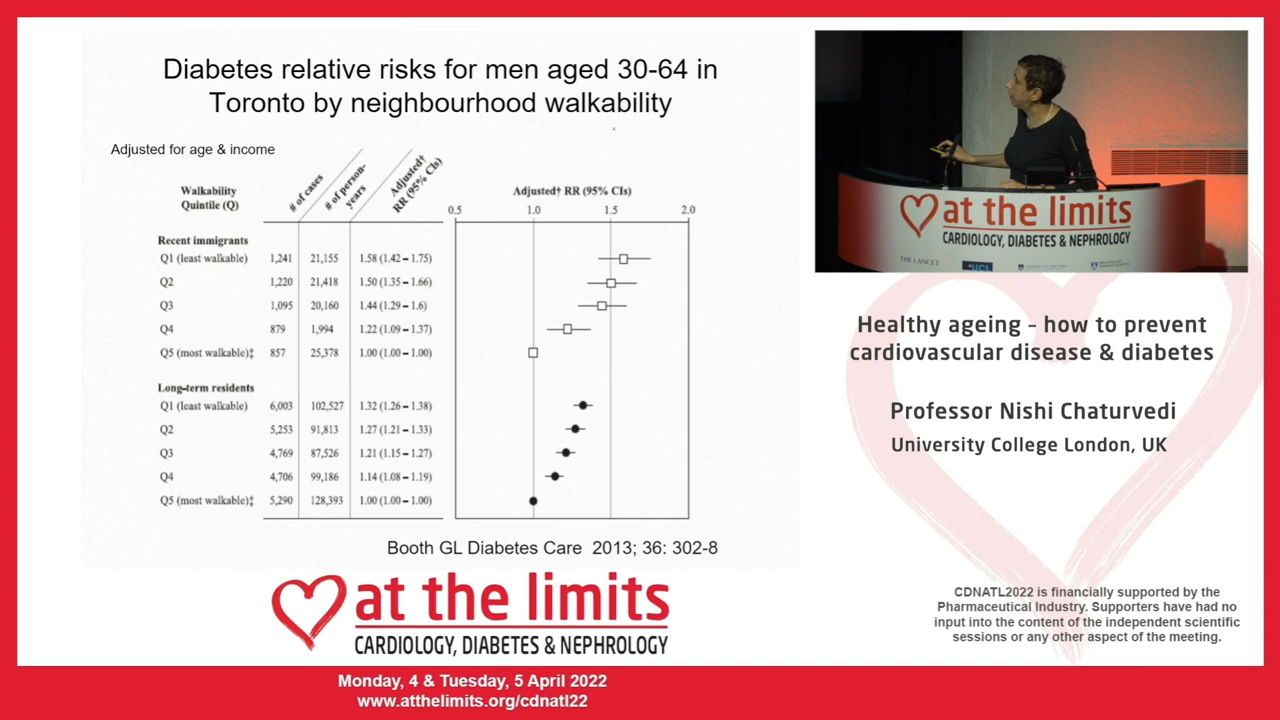 Diabetes relative risks for men aged 30-64 in
Toronto by neighbourhood walkability
Adjusted for age & income
Walkability
Quintile (Q)
# of cases
# of person-
years
Adjusted†
RR (95% CIs)
Adjusted† RR (95% CIs)
0.5 1.0 1.5 2.0
Recent immigrants
Q1 (least walkable) 1,241 21,155 1.58 (1.42 – 1.75)
Q2 1,220 21,418 1.50 (1.35 – 1.66)
Q3 1,095 20,160 1.44 (1.29 – 1.6)
Q4 879 1,994 1.22 (1.09 – 1.37)
Q5 (most walkable)‡ 857 25,378 1.00 (1.00 – 1.00)
Long–term residents
Q1 (least walkable) 6,003 102,527 1.32 (1.26 – 1.38)
Q2 5,253 91,813 1.27 (1.21 – 1.33)
Q3 4,769 87,526 1.21 (1.15 – 1.27)
Q4 4,706 99,186 1.14 (1.08 – 1.19)
Q5 (most walkable)‡ 5,290 128,393 1.00 (1.00 – 1.00)
Booth GL Diabetes Care 2013; 36: 302-8
at the limits
CARDIOLOGY, DIABETES & NEPHROLOGY
THE LANCET
UCL
Healthy ageing – how to prevent
cardiovascular disease & diabetes
Professor Nishi Chaturvedi
University College London, UK
CDNATL2022 is financially supported by the
Pharmaceutical Industry. Supporters have had no
input into the content of the independent scientific
sessions or any other aspect of the meeting.
at the limits
CARDIOLOGY, DIABETES & NEPHROLOGY
Monday, 4 & Tuesday, 5 April 2022
www.atthelimits.org/cdnatl22